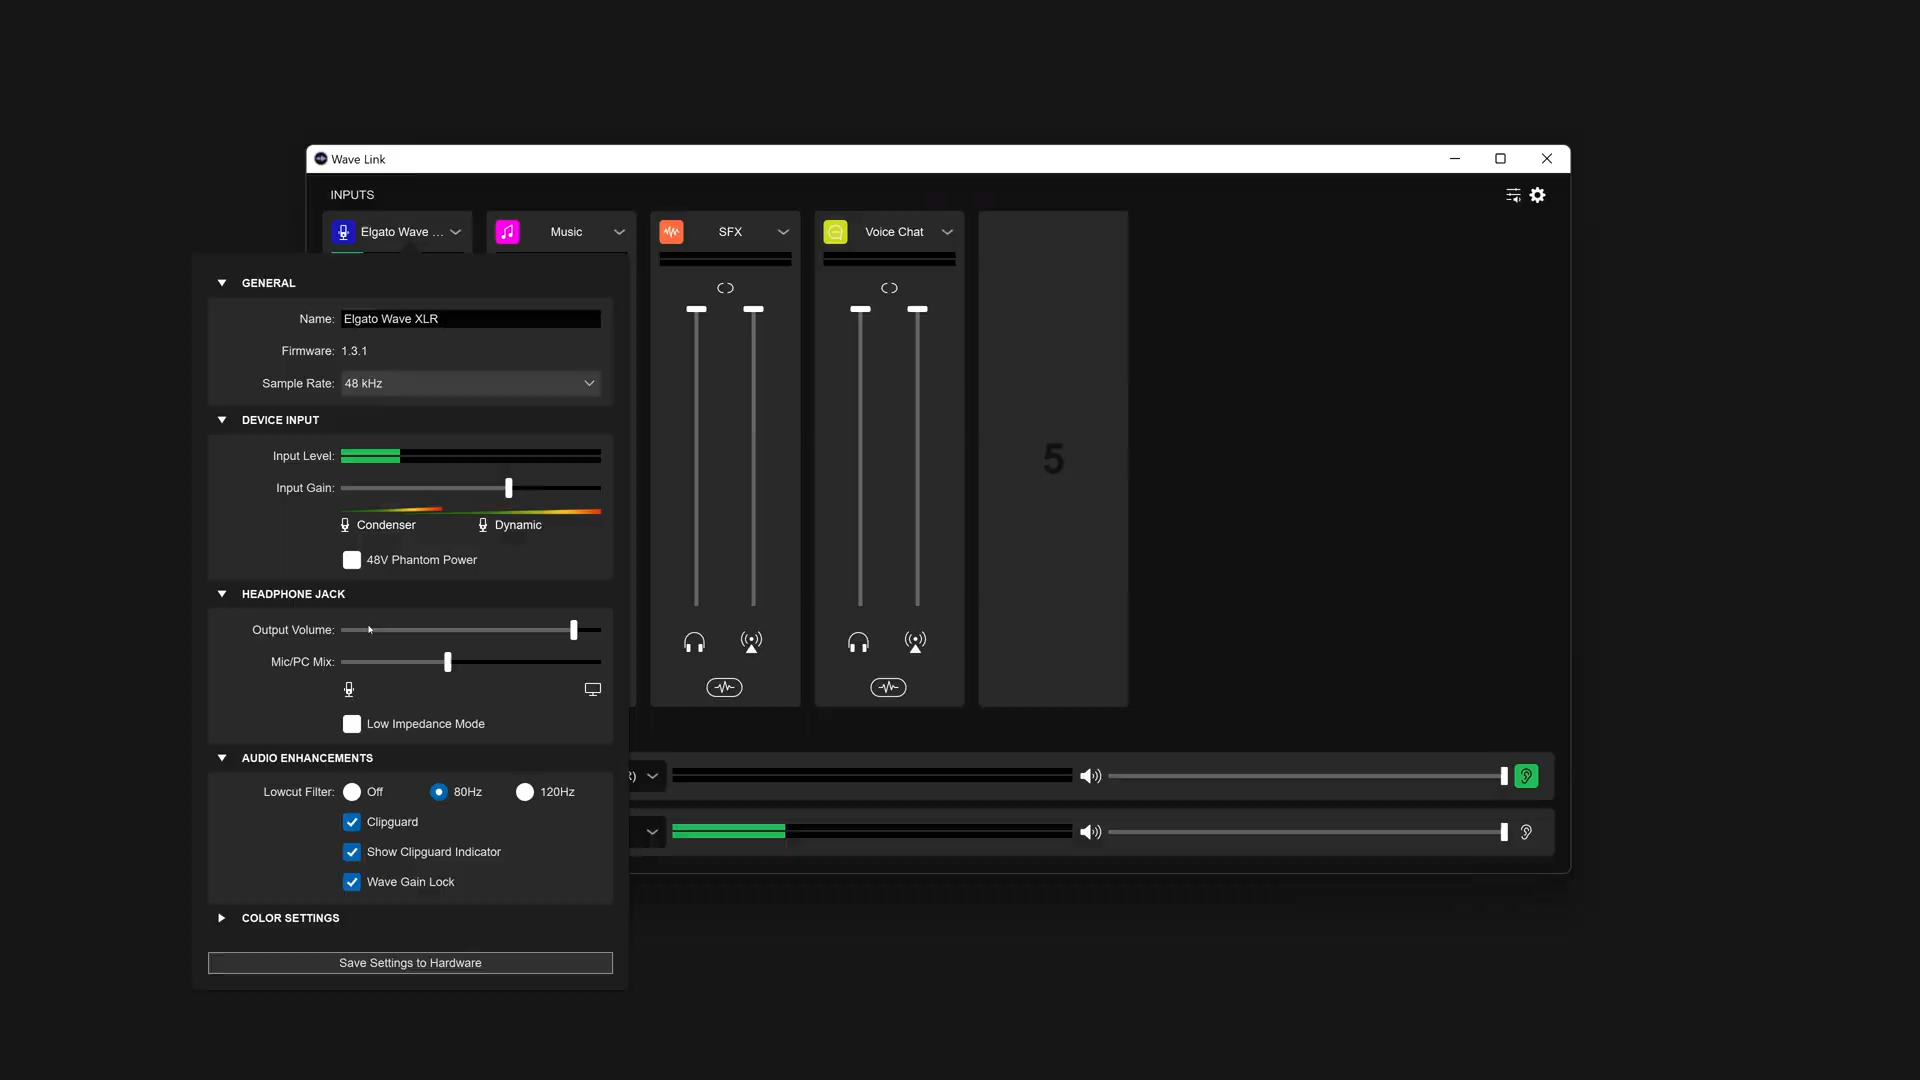 Wave Link
INPUTS
Elgato Wave ...
Music
SFX
Voice Chat
GENERAL
Name: Elgato Wave XLR
Firmware: 1.3.1
Sample Rate: 48 kHz
DEVICE INPUT
Input Level:
Input Gain:
Condenser Dynamic
48V Phantom Power
HEADPHONE JACK
Output Volume:
Mic/PC Mix:
Low Impedance Mode
AUDIO ENHANCEMENTS
Lowcut Filter: Off 80Hz 120Hz
Clipguard
Show Clipguard Indicator
Wave Gain Lock
COLOR SETTINGS
Save Settings to Hardware
5